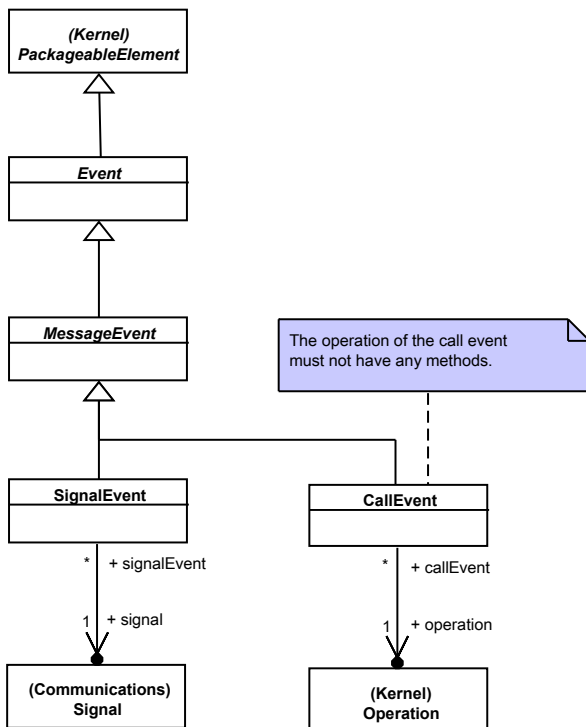 (Kernel)
PackageableElement
Event
MessageEvent
The operation of the call event
must not have any methods.
SignalEvent
CallEvent
* + signalEvent
* + callEvent
1 + signal
1 + operation
(Communications)
Signal
(Kernel)
Operation